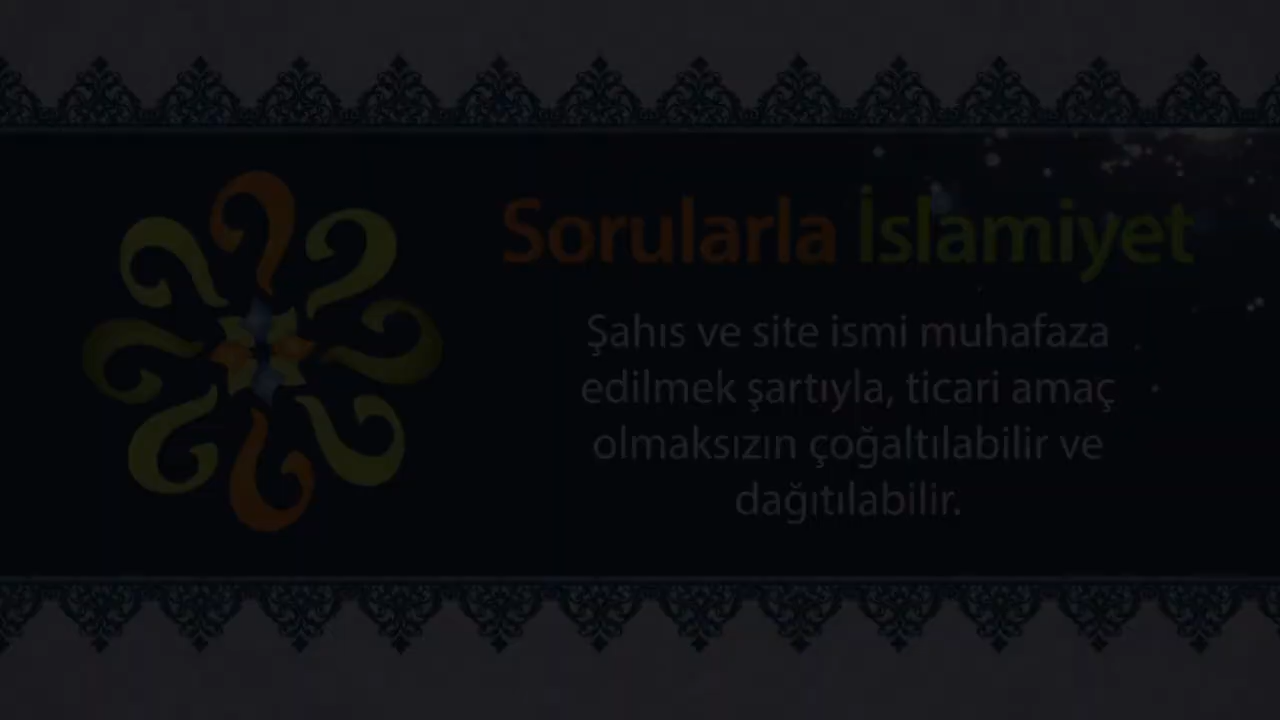 Sorularla İslamiyet
Şahıs ve site ismi muhafaza
edilmek şartıyla, ticari amaç
olmaksızın çoğaltılabilir ve
dağıtılabilir.